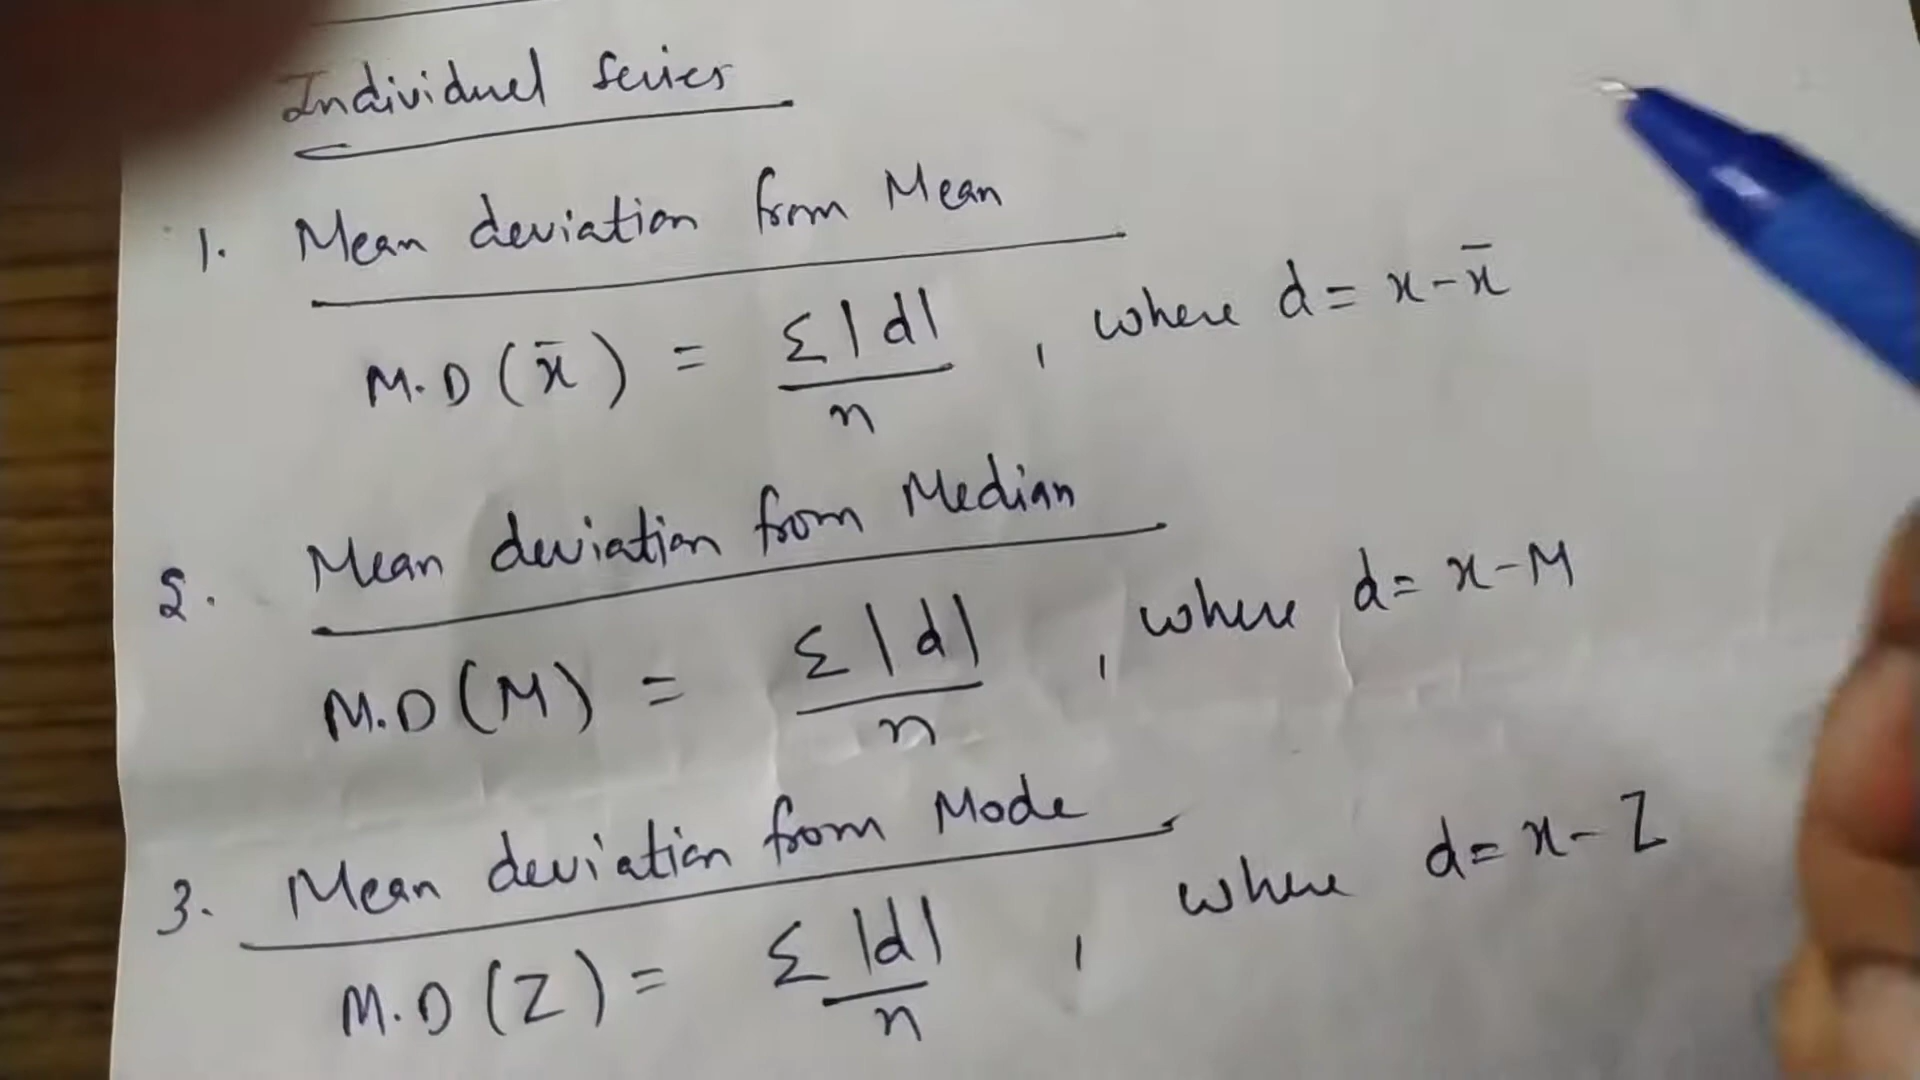 Individual Series
1. Mean deviation from Mean
M.D (x̄) = Σ|d| / n , where d = x - x̄
2. Mean deviation from Median
M.D (M) = Σ|d| / n , where d = x - M
3. Mean deviation from Mode
M.D (Z) = Σ|d| / n , where d = x - Z